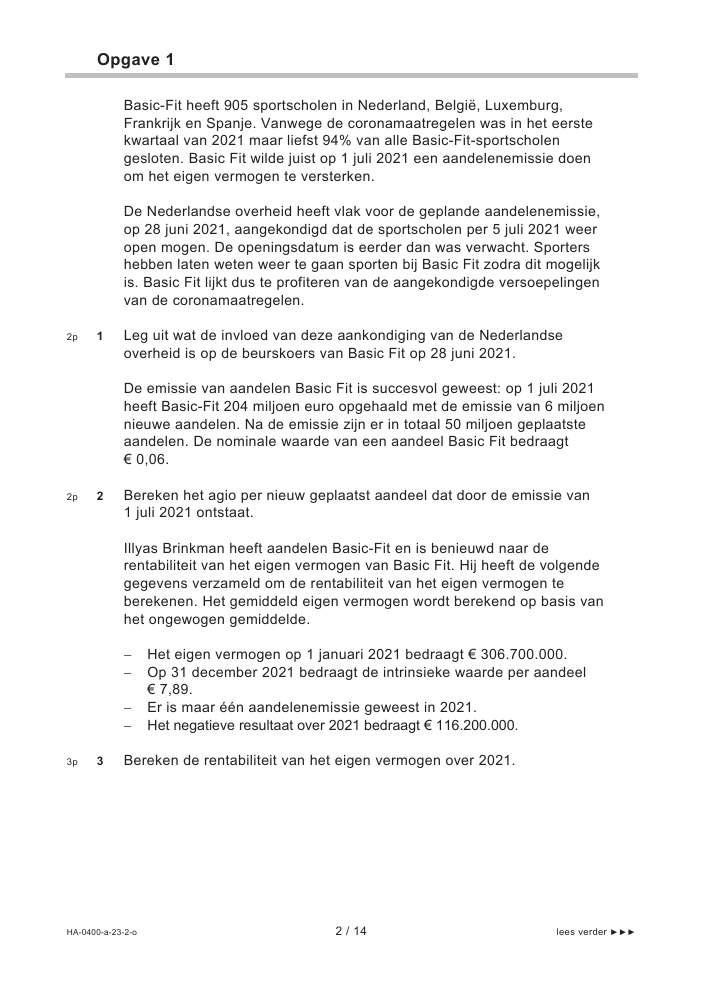 Opgave 1
Basic-Fit heeft 905 sportscholen in Nederland, België, Luxemburg,
Frankrijk en Spanje. Vanwege de coronamaatregelen was in het eerste
kwartaal van 2021 maar liefst 94% van alle Basic-Fit-sportscholen
gesloten. Basic Fit wilde juist op 1 juli 2021 een aandelenemissie doen
om het eigen vermogen te versterken.
De Nederlandse overheid heeft vlak voor de geplande aandelenemissie,
op 28 juni 2021, aangekondigd dat de sportscholen per 5 juli 2021 weer
open mogen. De openingsdatum is eerder dan was verwacht. Sporters
hebben laten weten weer te gaan sporten bij Basic Fit zodra dit mogelijk
is. Basic Fit lijkt dus te profiteren van de aangekondigde versoepelingen
van de coronamaatregelen.
2p 1 Leg uit wat de invloed van deze aankondiging van de Nederlandse
overheid is op de beurskoers van Basic Fit op 28 juni 2021.
De emissie van aandelen Basic Fit is succesvol geweest: op 1 juli 2021
heeft Basic-Fit 204 miljoen euro opgehaald met de emissie van 6 miljoen
nieuwe aandelen. Na de emissie zijn er in totaal 50 miljoen geplaatste
aandelen. De nominale waarde van een aandeel Basic Fit bedraagt
€ 0,06.
2p 2 Bereken het agio per nieuw geplaatst aandeel dat door de emissie van
1 juli 2021 ontstaat.
Illyas Brinkman heeft aandelen Basic-Fit en is benieuwd naar de
rentabiliteit van het eigen vermogen van Basic Fit. Hij heeft de volgende
gegevens verzameld om de rentabiliteit van het eigen vermogen te
berekenen. Het gemiddeld eigen vermogen wordt berekend op basis van
het ongewogen gemiddelde.
– Het eigen vermogen op 1 januari 2021 bedraagt € 306.700.000.
– Op 31 december 2021 bedraagt de intrinsieke waarde per aandeel
€ 7,89.
– Er is maar één aandelenemissie geweest in 2021.
– Het negatieve resultaat over 2021 bedraagt € 116.200.000.
3p 3 Bereken de rentabiliteit van het eigen vermogen over 2021.
HA-0400-a-23-2-o 2 / 14 lees verder ►►►